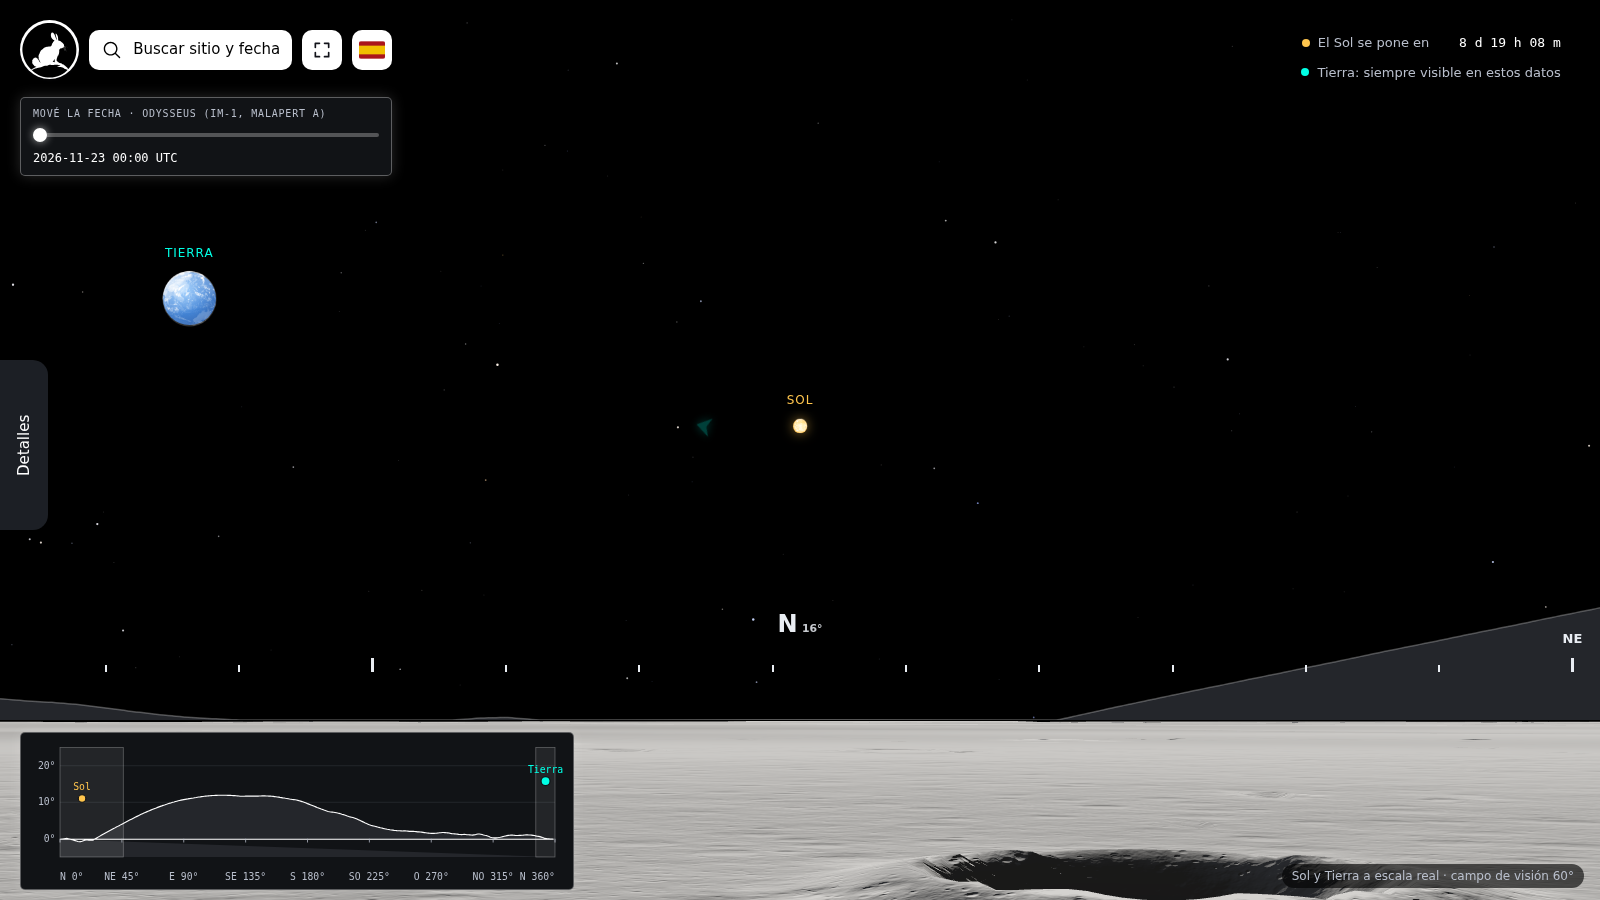 Buscar sitio y fecha
El Sol se pone en 8 d 19 h 08 m
Tierra: siempre visible en estos datos
MOVÉ LA FECHA · ODYSSEUS (IM-1, MALAPERT A)
2026-11-23 00:00 UTC
TIERRA
SOL
Detalles
N 16°
NE
20°
10°
0°
Sol
Tierra
N 0° NE 45° E 90° SE 135° S 180° SO 225° O 270° NO 315° N 360°
Sol y Tierra a escala real · campo de visión 60°